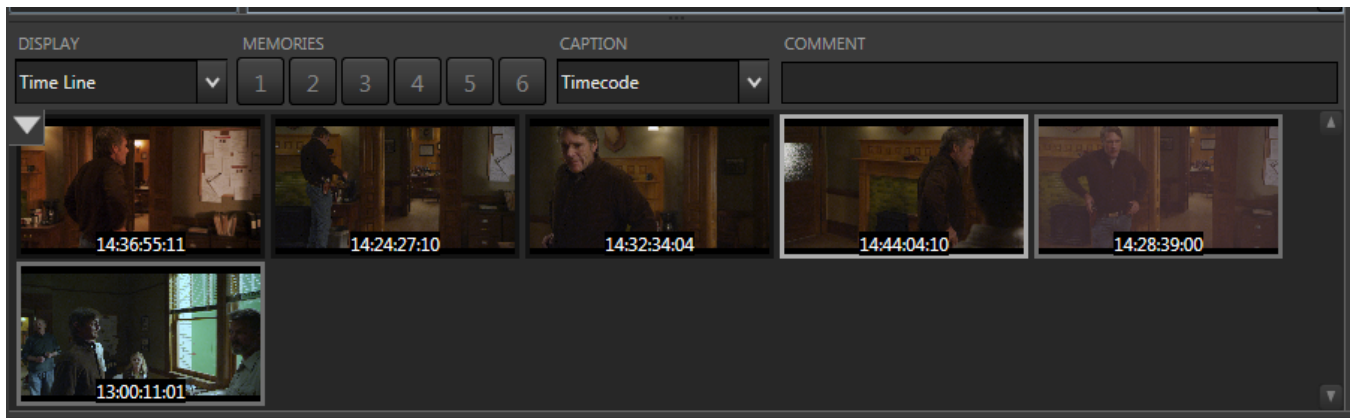 DISPLAY MEMORIES CAPTION COMMENT
Time Line 1 2 3 4 5 6 Timecode
14:36:55:11 14:24:27:10 14:32:34:04 14:44:04:10 14:28:39:00
13:00:11:01